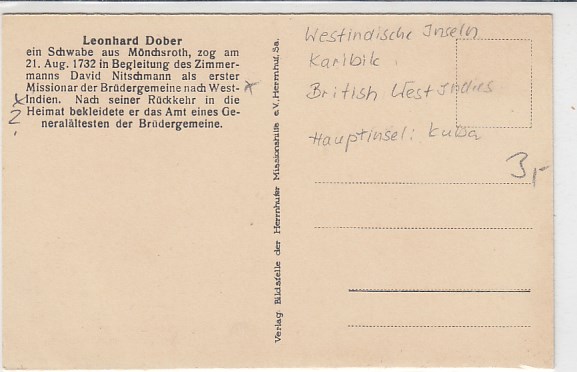 Leonhard Dober
ein Schwabe aus Mönchsroth, zog am
21. Aug. 1732 in Begleitung des Zimmer-
manns David Nitschmann als erster
Missionar der Brüdergemeine nach West-
Indien. Nach seiner Rückkehr in die
Heimat bekleidete er das Amt eines Ge-
neralältesten der Brüdergemeine.
x
x
?
Verlag: Bildstelle der Herrnhuter Missionshilfe e.V., Herrnhut, Sa.
Westindische Inseln
Karibik
British West Indies
Hauptinsel: Kuba
3,-